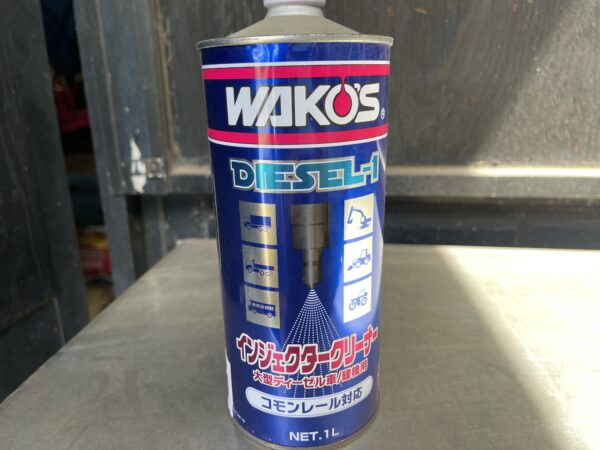 WAKO'S®
DIESEL-1
インジェクタークリーナー
大型ディーゼル車/建機用
コモンレール対応
NET.1L